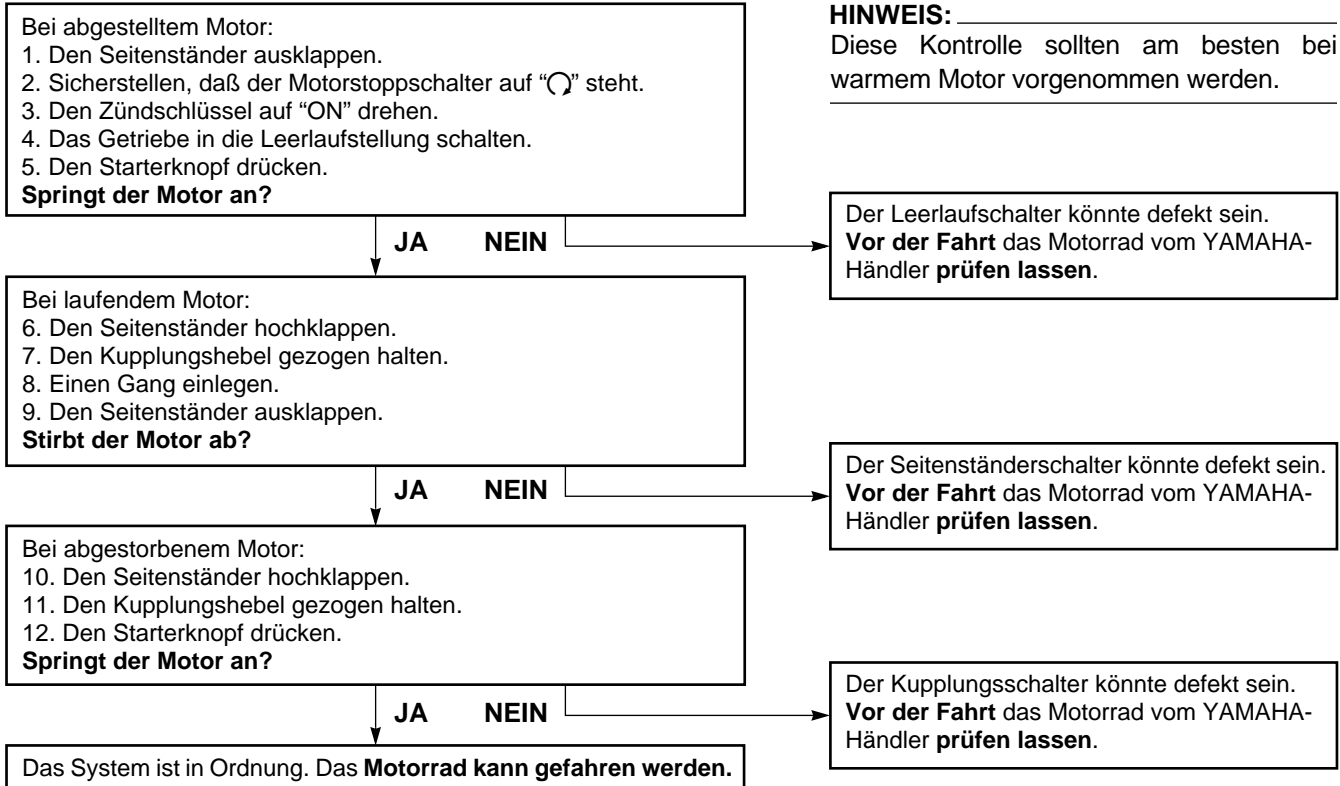 Bei abgestelltem Motor:
1. Den Seitenständer ausklappen.
2. Sicherstellen, daß der Motorstoppschalter auf “○” steht.
3. Den Zündschlüssel auf “ON” drehen.
4. Das Getriebe in die Leerlaufstellung schalten.
5. Den Starterknopf drücken.
Springt der Motor an?
HINWEIS:
Diese Kontrolle sollten am besten bei
warmem Motor vorgenommen werden.
JA NEIN
Der Leerlaufschalter könnte defekt sein.
Vor der Fahrt das Motorrad vom YAMAHA-
Händler prüfen lassen.
Bei laufendem Motor:
6. Den Seitenständer hochklappen.
7. Den Kupplungshebel gezogen halten.
8. Einen Gang einlegen.
9. Den Seitenständer ausklappen.
Stirbt der Motor ab?
JA NEIN
Der Seitenständerschalter könnte defekt sein.
Vor der Fahrt das Motorrad vom YAMAHA-
Händler prüfen lassen.
Bei abgestorbenem Motor:
10. Den Seitenständer hochklappen.
11. Den Kupplungshebel gezogen halten.
12. Den Starterknopf drücken.
Springt der Motor an?
JA NEIN
Der Kupplungsschalter könnte defekt sein.
Vor der Fahrt das Motorrad vom YAMAHA-
Händler prüfen lassen.
Das System ist in Ordnung. Das Motorrad kann gefahren werden.